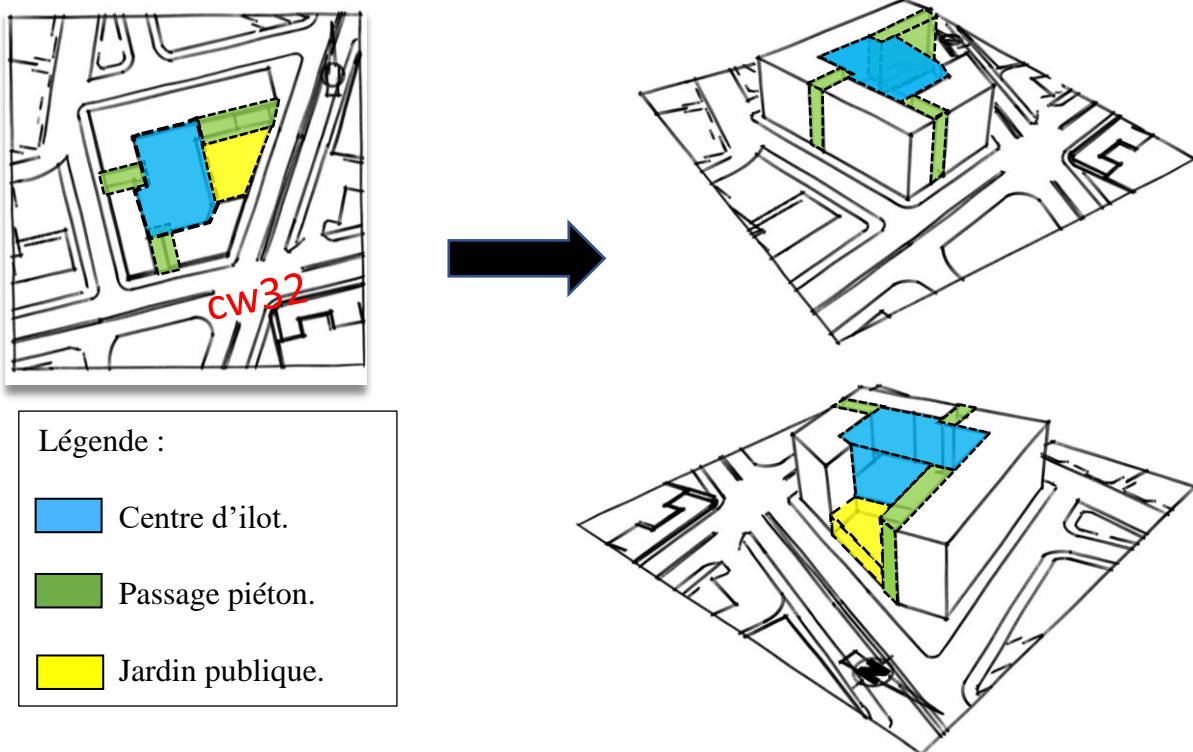 cw32
Légende :
Centre d’ilot.
Passage piéton.
Jardin publique.
N